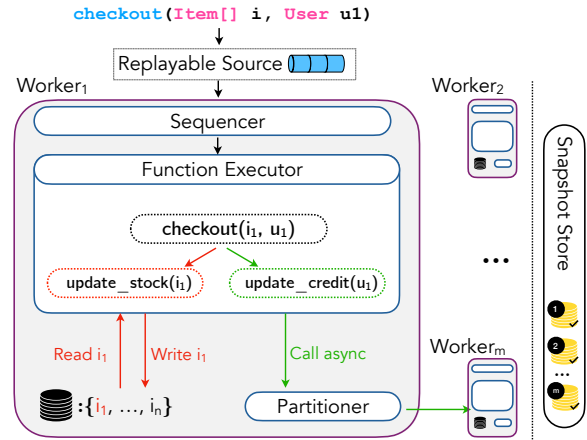 checkout(Item[] i, User u1)
Replayable Source
Worker₁
Worker₂
Sequencer
Function Executor
checkout(i₁, u₁)
update_stock(i₁)
update_credit(u₁)
...
Snapshot Store
1
2
...
m
Read i₁
Write i₁
Call async
Workerₘ
:{i₁, ..., iₙ}
Partitioner